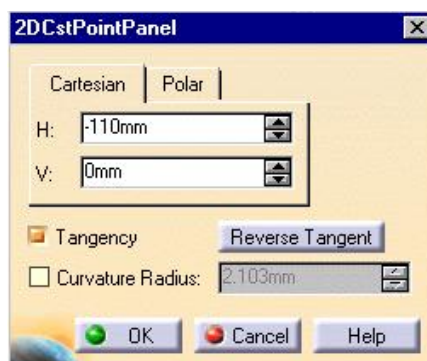 2DCstPointPanel
Cartesian Polar
H: -110mm
V: 0mm
Tangency Reverse Tangent
Curvature Radius: 2.103mm
OK Cancel Help